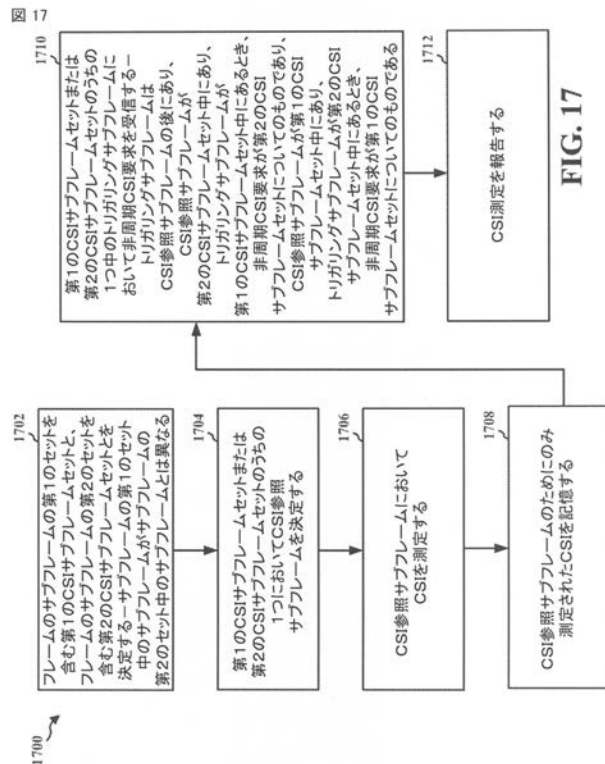 図 17
1700
1702
フレームのサブフレームの第1のセットを
含む第1のCSIサブフレームセットと、
フレームのサブフレームの第2のセットを
含む第2のCSIサブフレームセットとを
決定する－サブフレームの第1のセット
中のサブフレームがサブフレームの
第2のセット中のサブフレームとは異なる
1704
第1のCSIサブフレームセットまたは
第2のCSIサブフレームセットのうちの
1つにおいてCSI参照
サブフレームを決定する
1706
CSI参照サブフレームにおいて
CSIを測定する
1708
CSI参照サブフレームのためにのみ
測定されたCSIを記憶する
1710
第1のCSIサブフレームセットまたは
第2のCSIサブフレームセットのうちの
1つ中のトリガリングサブフレームに
おいて非周期CSI要求を受信する－
トリガリングサブフレームは
CSI参照サブフレームの後にあり、
CSI参照サブフレームが
第2のCSIサブフレームセット中にあり、
トリガリングサブフレームが
第1のCSIサブフレームセット中にあるとき、
非周期CSI要求が第2のCSI
サブフレームセットについてのものであり、
CSI参照サブフレームが第1のCSI
サブフレームセット中にあり、
トリガリングサブフレームが第2のCSI
サブフレームセット中にあるとき、
非周期CSI要求が第1のCSI
サブフレームセットについてのものである
1712
CSI測定を報告する
FIG. 17